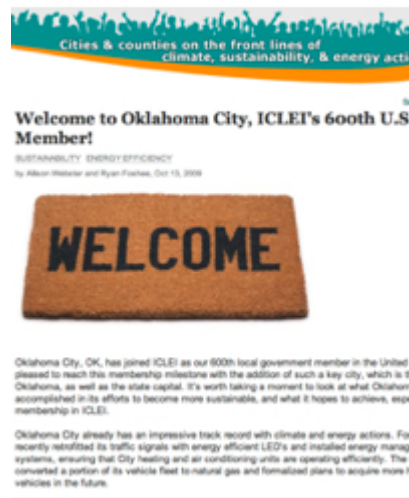 Cities & counties on the front lines of
climate, sustainability, & energy acti
Welcome to Oklahoma City, ICLEI's 600th U.S
Member!
SUSTAINABILITY ENERGY EFFICIENCY
by Allison Webster and Ryan Foshee, Oct 13, 2009
WELCOME
Oklahoma City, OK, has joined ICLEI as our 600th local government member in the United
pleased to reach this membership milestone with the addition of such a key city, which is t
Oklahoma, as well as the state capital. It's worth taking a moment to look at what Oklahom
accomplished in its efforts to become more sustainable, and what it hopes to achieve, espe
membership in ICLEI.
Oklahoma City already has an impressive track record with climate and energy actions. Fo
recently retrofitted its traffic signals with energy efficient LED's and installed energy manag
systems, ensuring that City heating and air conditioning units are operating efficiently. The
converted a portion of its vehicle fleet to natural gas and formalized plans to acquire more
vehicles in the future.